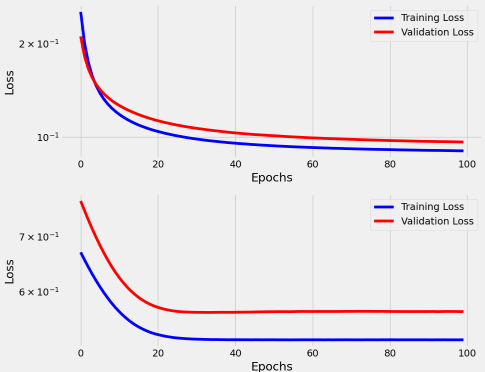 Training Loss
Validation Loss
2 × 10⁻¹
10⁻¹
Loss
0 20 40 60 80 100
Epochs
Training Loss
Validation Loss
7 × 10⁻¹
6 × 10⁻¹
Loss
0 20 40 60 80 100
Epochs